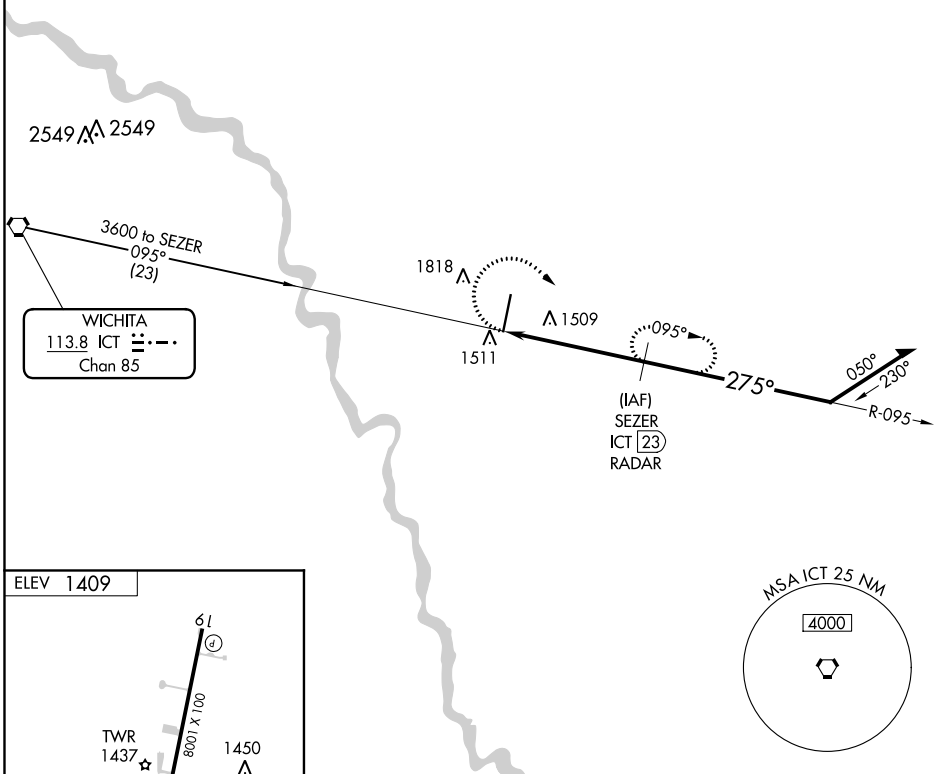 2549 2549
3600 to SEZER
095°
(23)
WICHITA
113.8 ICT
Chan 85
1818
1509
1511
095°
275°
050°
230°
R-095
(IAF)
SEZER
ICT 23
RADAR
ELEV 1409
19
P
8001 X 100
TWR
1437
1450
MSA ICT 25 NM
4000